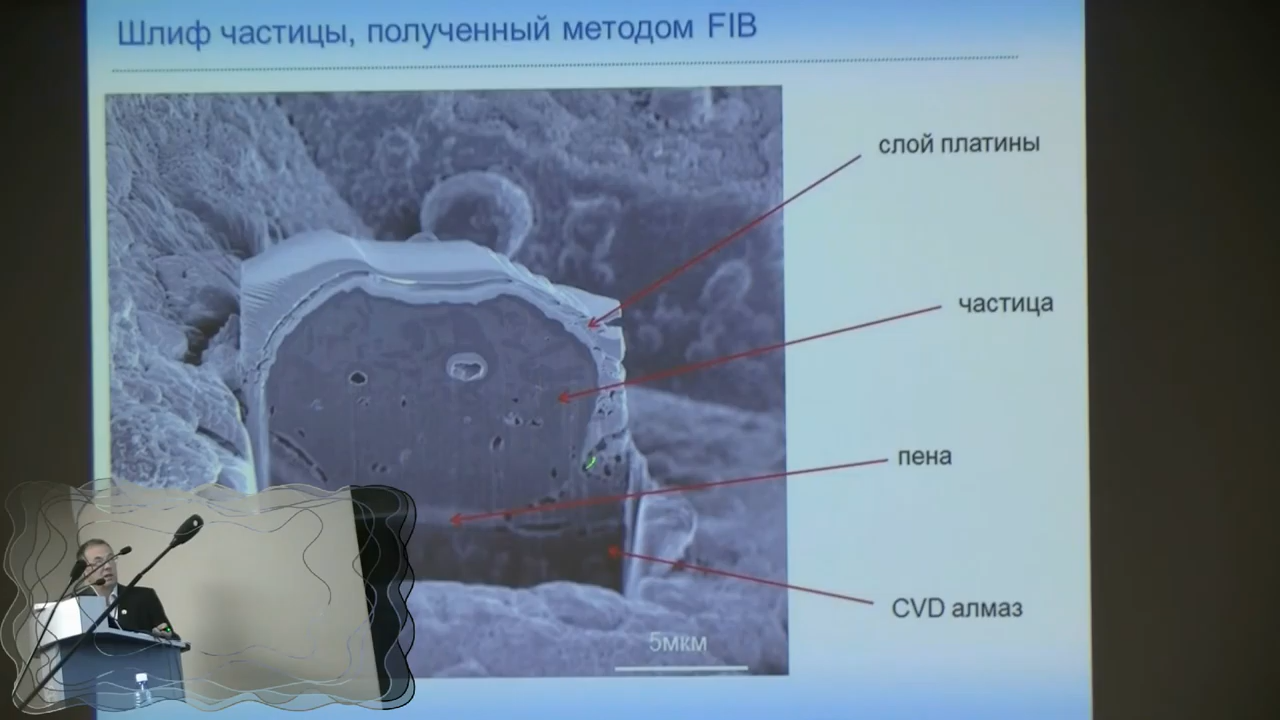 Шлиф частицы, полученный методом FIB
слой платины
частица
пена
CVD алмаз
5мкм